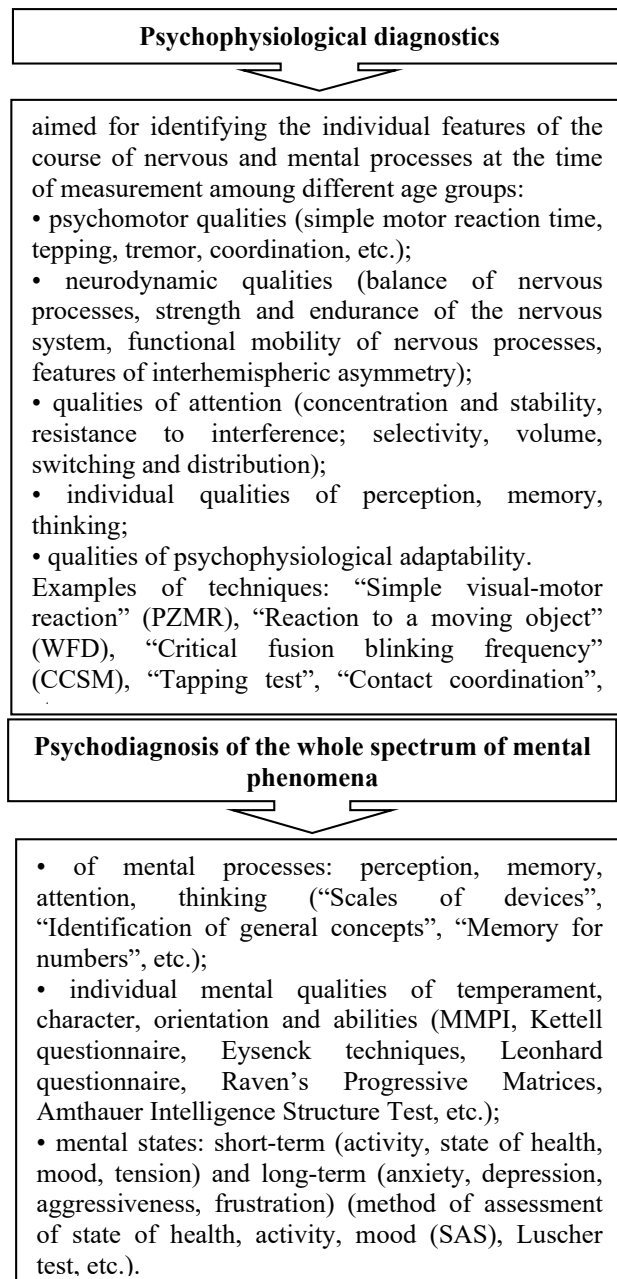 Psychophysiological diagnostics
aimed for identifying the individual features of the
course of nervous and mental processes at the time
of measurement amoung different age groups:
• psychomotor qualities (simple motor reaction time,
tepping, tremor, coordination, etc.);
• neurodynamic qualities (balance of nervous
processes, strength and endurance of the nervous
system, functional mobility of nervous processes,
features of interhemispheric asymmetry);
• qualities of attention (concentration and stability,
resistance to interference; selectivity, volume,
switching and distribution);
• individual qualities of perception, memory,
thinking;
• qualities of psychophysiological adaptability.
Examples of techniques: “Simple visual-motor
reaction” (PZMR), “Reaction to a moving object”
(WFD), “Critical fusion blinking frequency”
(CCSM), “Tapping test”, “Contact coordination”,
Psychodiagnosis of the whole spectrum of mental
phenomena
• of mental processes: perception, memory,
attention, thinking (“Scales of devices”,
“Identification of general concepts”, “Memory for
numbers”, etc.);
• individual mental qualities of temperament,
character, orientation and abilities (MMPI, Kettell
questionnaire, Eysenck techniques, Leonhard
questionnaire, Raven’s Progressive Matrices,
Amthauer Intelligence Structure Test, etc.);
• mental states: short-term (activity, state of health,
mood, tension) and long-term (anxiety, depression,
aggressiveness, frustration) (method of assessment
of state of health, activity, mood (SAS), Luscher
test, etc.).